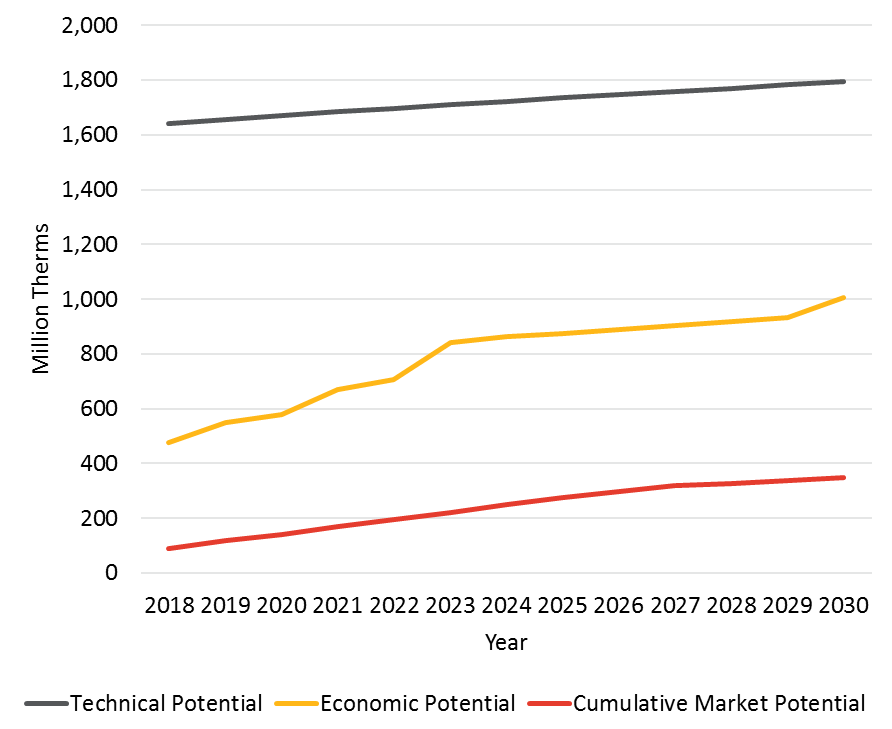 2,000
1,800
1,600
1,400
1,200
1,000
800
600
400
200
0
Million Therms
2018 2019 2020 2021 2022 2023 2024 2025 2026 2027 2028 2029 2030
Year
Technical Potential Economic Potential Cumulative Market Potential